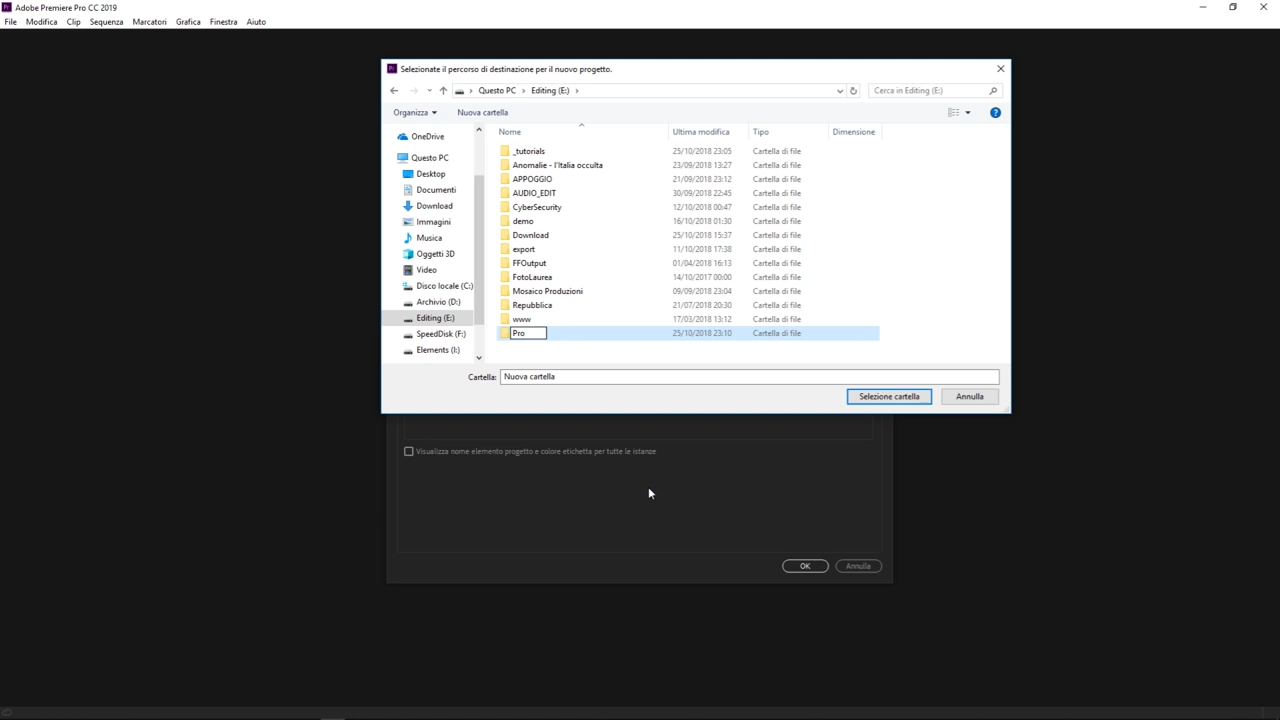 Adobe Premiere Pro CC 2019
File Modifica Clip Sequenza Marcatori Grafica Finestra Aiuto
Selezionate il percorso di destinazione per il nuovo progetto.
Questo PC Editing (E:) Cerca in Editing (E:)
Organizza Nuova cartella
Nome Ultima modifica Tipo Dimensione
OneDrive
Questo PC
Desktop
Documenti
Download
Immagini
Musica
Oggetti 3D
Video
Disco locale (C:)
Archivio (D:)
Editing (E:)
SpeedDisk (F:)
Elements (I:)
_tutorials 25/10/2018 23:05 Cartella di file
Anomalie - l'Italia occulta 23/09/2018 13:27 Cartella di file
APPOGGIO 21/09/2018 23:12 Cartella di file
AUDIO_EDIT 30/09/2018 22:45 Cartella di file
CyberSecurity 12/10/2018 00:47 Cartella di file
demo 16/10/2018 01:30 Cartella di file
Download 25/10/2018 15:37 Cartella di file
export 11/10/2018 17:38 Cartella di file
FFOutput 01/04/2018 16:13 Cartella di file
FotoLaurea 14/10/2017 00:00 Cartella di file
Mosaico Produzioni 09/09/2018 23:04 Cartella di file
Repubblica 21/07/2018 20:30 Cartella di file
www 17/03/2018 13:12 Cartella di file
Pro 25/10/2018 23:10 Cartella di file
Cartella: Nuova cartella
Selezione cartella Annulla
Visualizza nome elemento progetto e colore etichetta per tutte le istanze
OK Annulla